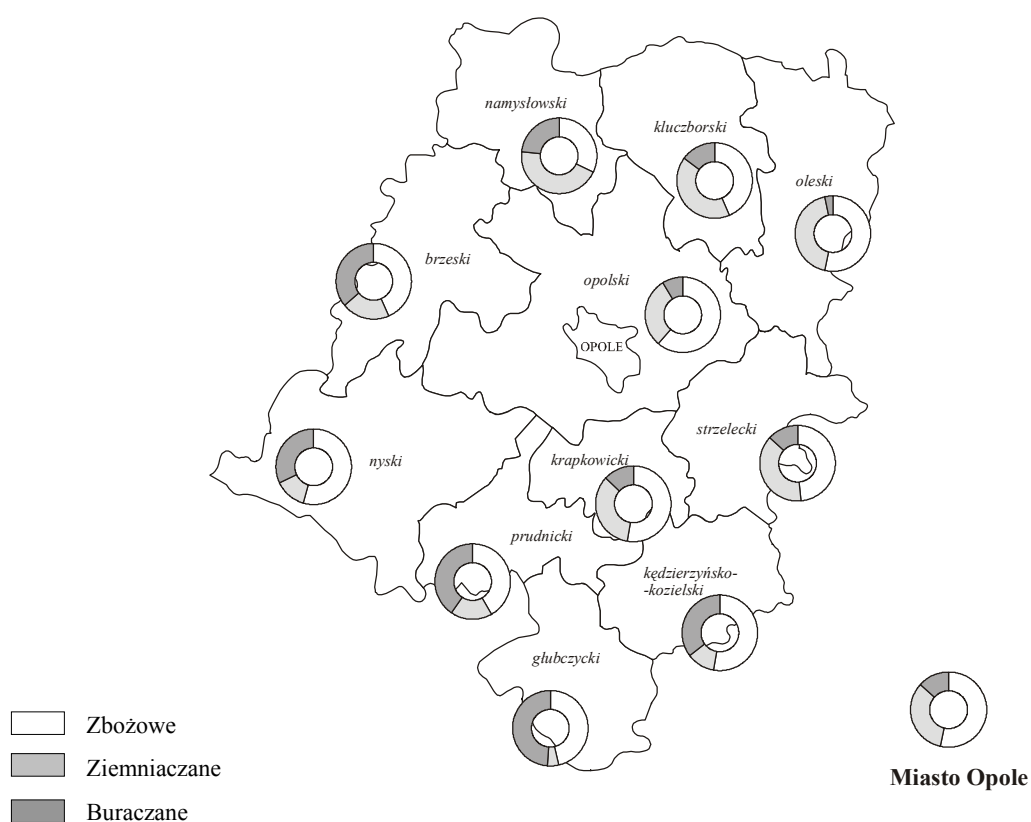 namysłowski
kluczborski
oleski
brzeski
opolski
OPOLE
strzelecki
nyski
krapkowicki
prudnicki
kędzierzyńsko-
-kozielski
głubczycki
Zbożowe
Ziemniaczane
Buraczane
Miasto Opole